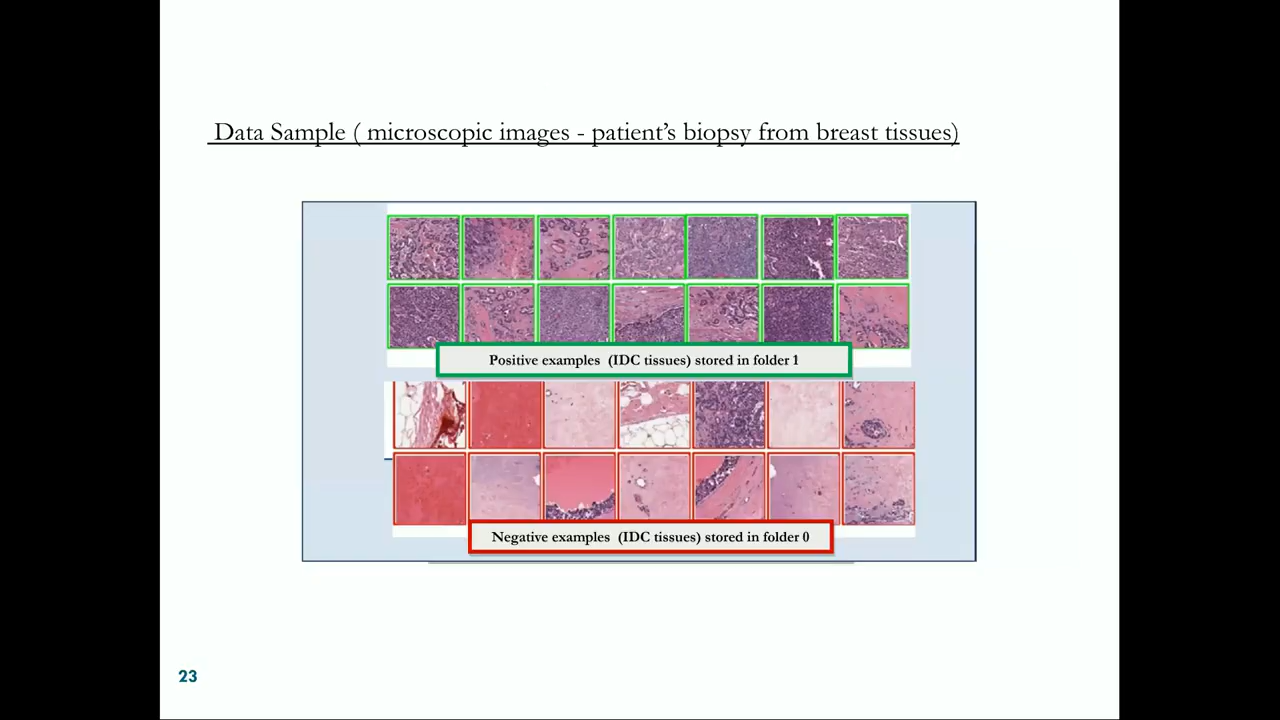 Data Sample ( microscopic images - patient’s biopsy from breast tissues)
Positive examples (IDC tissues) stored in folder 1
Negative examples (IDC tissues) stored in folder 0
23